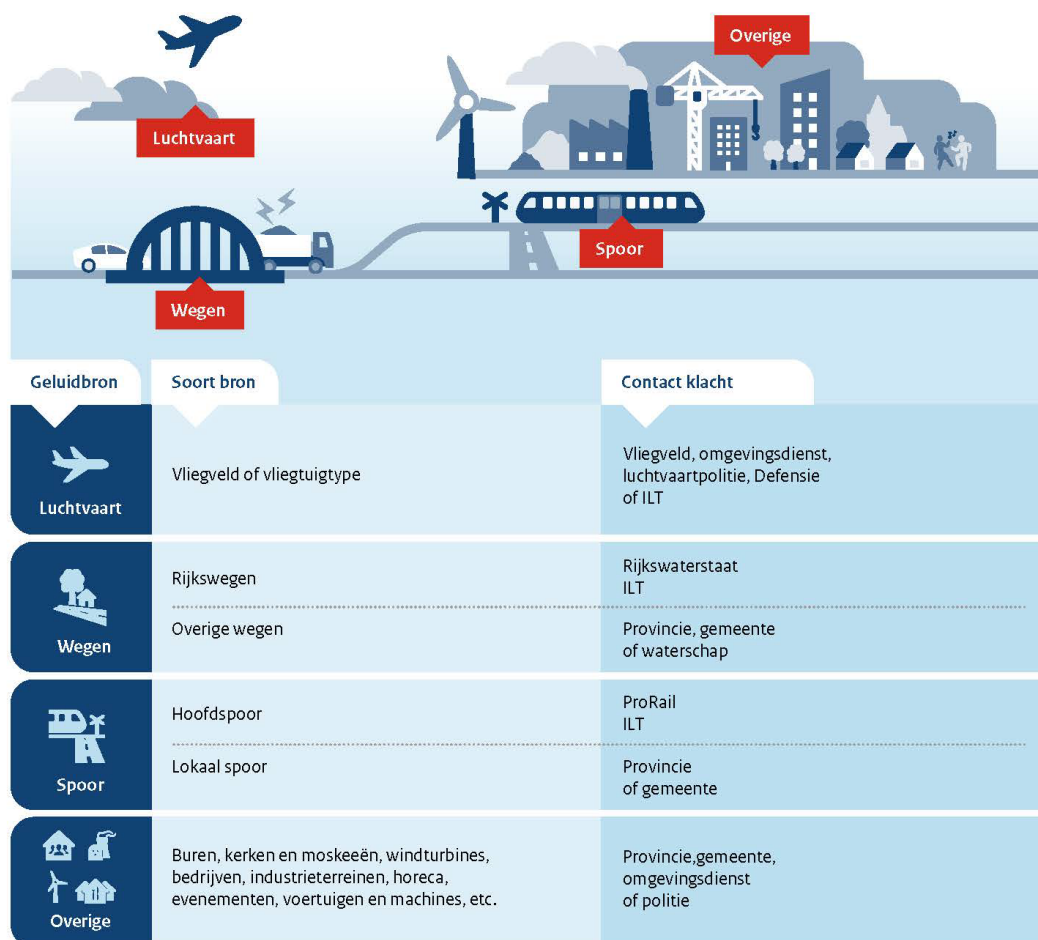 Overige
Luchtvaart
Spoor
Wegen
Geluidbron
Soort bron
Contact klacht
Luchtvaart
Vliegveld of vliegtuigtype
Vliegveld, omgevingsdienst,
luchtvaartpolitie, Defensie
of ILT
Wegen
Rijkswegen
Rijkswaterstaat
ILT
Overige wegen
Provincie, gemeente
of waterschap
Spoor
Hoofdspoor
ProRail
ILT
Lokaal spoor
Provincie
of gemeente
Overige
Buren, kerken en moskeeën, windturbines,
bedrijven, industrieterreinen, horeca,
evenementen, voertuigen en machines, etc.
Provincie,gemeente,
omgevingsdienst
of politie